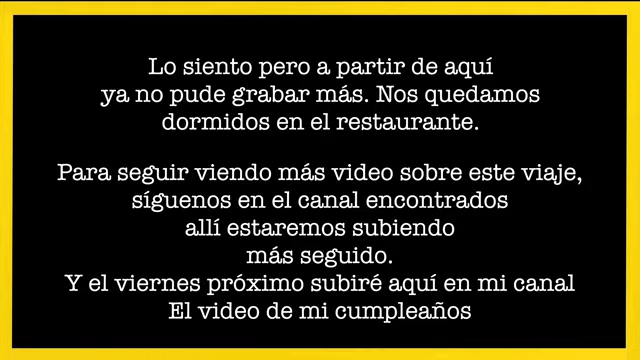 Lo siento pero a partir de aquí
ya no pude grabar más. Nos quedamos
dormidos en el restaurante.
Para seguir viendo más video sobre este viaje,
síguenos en el canal encontrados
allí estaremos subiendo
más seguido.
Y el viernes próximo subiré aquí en mi canal
El video de mi cumpleaños